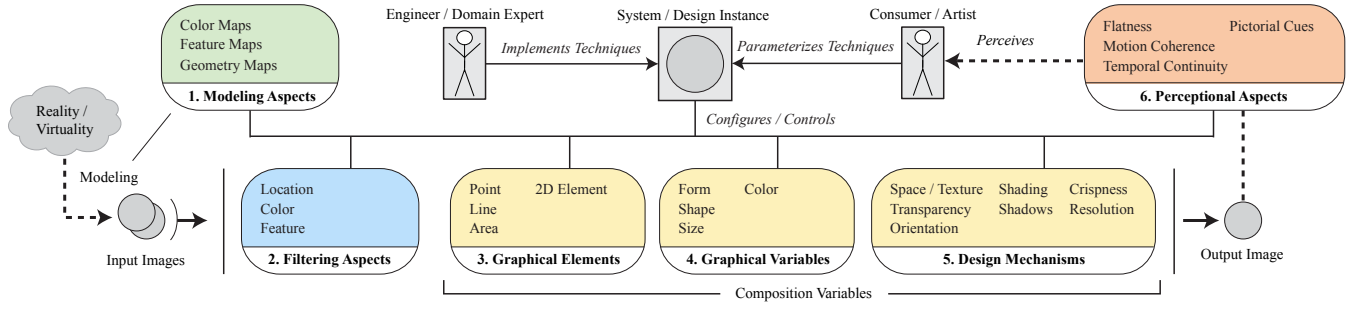 Engineer / Domain Expert
System / Design Instance
Consumer / Artist
Color Maps
Feature Maps
Geometry Maps
1. Modeling Aspects
Implements Techniques
Parameterizes Techniques
Perceives
Flatness Pictorial Cues
Motion Coherence
Temporal Continuity
6. Perceptional Aspects
Reality /
Virtuality
Configures / Controls
Modeling
Input Images
Location
Color
Feature
2. Filtering Aspects
Point 2D Element
Line
Area
3. Graphical Elements
Form Color
Shape
Size
4. Graphical Variables
Space / Texture Shading Crispness
Transparency Shadows Resolution
Orientation
5. Design Mechanisms
Output Image
Composition Variables